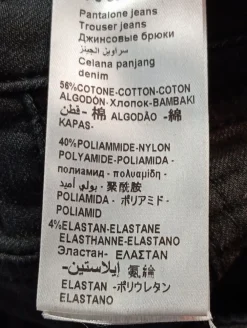 Pantalone jeans
Trouser jeans
Джинсовые брюки
سراويل الجينز
Celana panjang
denim
56%COTONE-COTTON-COTON
ALGODÓN-Хлопок-BAMBAKI
قطن - 棉 ALGODÃO -綿
KAPAS-
40%POLIAMMIDE-NYLON
POLYAMIDE-POLIAMIDA -
полиамид - πολυαμίδη -
بولي أميد - 聚酰胺
POLIAMIDA - ポリアミド -
POLIAMID
4%ELASTAN-ELASTANE
ELASTHANNE-ELASTANO
Эластан- ΕΛΑΣΤΑΝ
إيلاستين- 氨綸
ELASTAN -ポリウレタン
ELASTANO